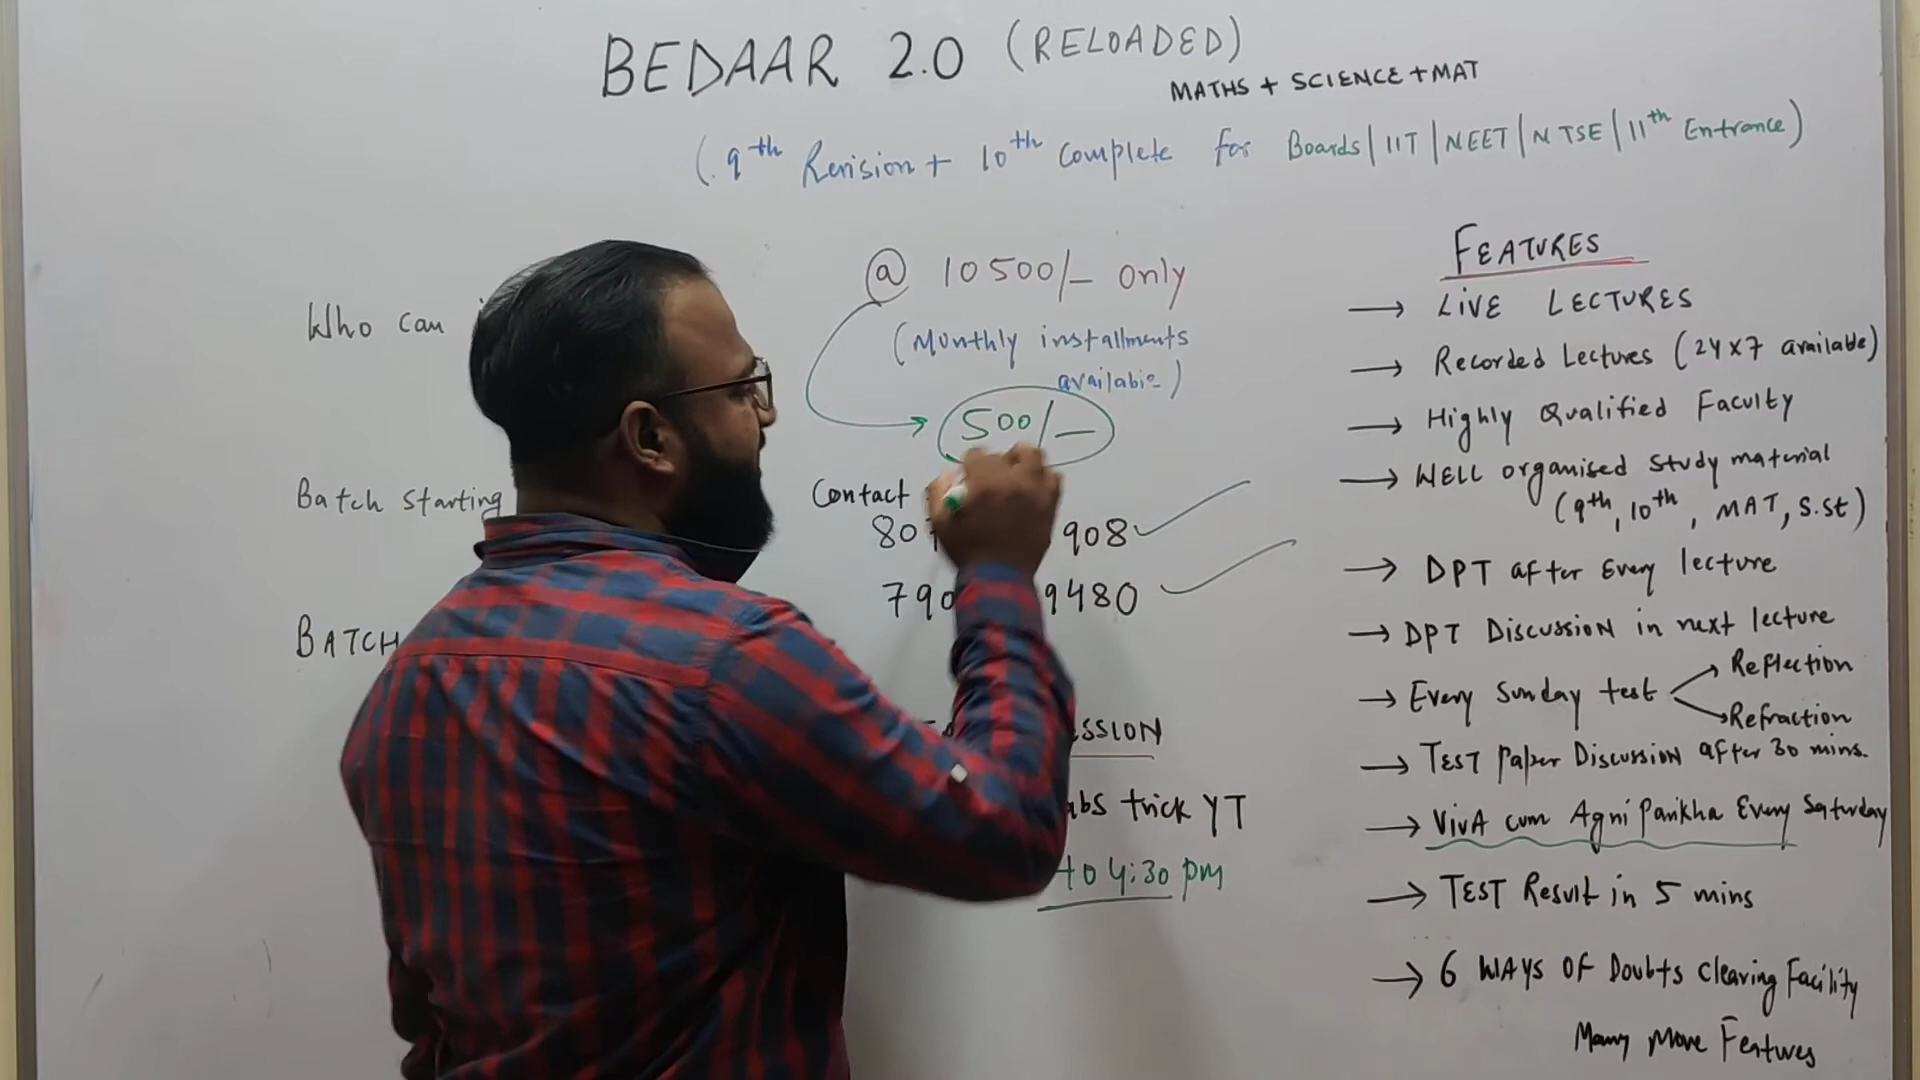 BEDAAR 2.0 (RELOADED)
MATHS + SCIENCE + MAT
(9th Revision + 10th Complete for Boards | IIT | NEET | NTSE | 11th Entrance)
@ 10500/- only
(Monthly installments
available)
500/-
Who can
Batch Starting
BATCH
Contact
908
9480
SSION
trick YT
to 4:30 pm
FEATURES
→ LIVE LECTURES
→ Recorded Lectures (24x7 available)
→ Highly Qualified Faculty
→ WELL organised study material
(9th, 10th, MAT, S.St)
→ DPT after Every lecture
→ DPT Discussion in next lecture
→ Every Sunday test → Reflection
→ Refraction
→ TEST Paper Discussion after 30 mins.
→ VivA cum Agni Parikha Every Saturday
→ TEST Result in 5 mins
→ 6 WAYS OF Doubts Clearing Facility
Many More Features